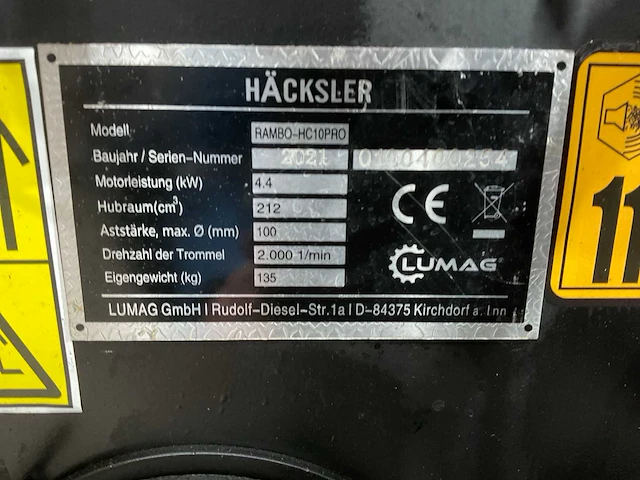 HÄCKSLER
Modell RAMBO-HC10PRO
Baujahr / Serien-Nummer 2021
Motorleistung (kW) 4.4
Hubraum(cm³) 212
Aststärke, max. Ø (mm) 100
Drehzahl der Trommel 2.000 1/min
Eigengewicht (kg) 135
CE
LUMAG
LUMAG GmbH I Rudolf-Diesel-Str.1a I D-84375 Kirchdorf a. Inn
11